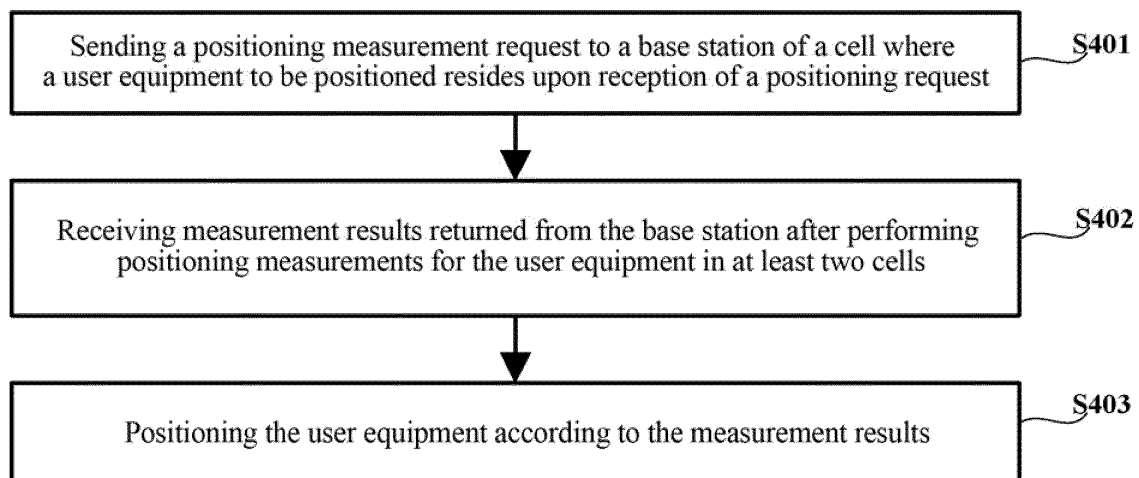 Sending a positioning measurement request to a base station of a cell where
a user equipment to be positioned resides upon reception of a positioning request
S401
Receiving measurement results returned from the base station after performing
positioning measurements for the user equipment in at least two cells
S402
Positioning the user equipment according to the measurement results
S403